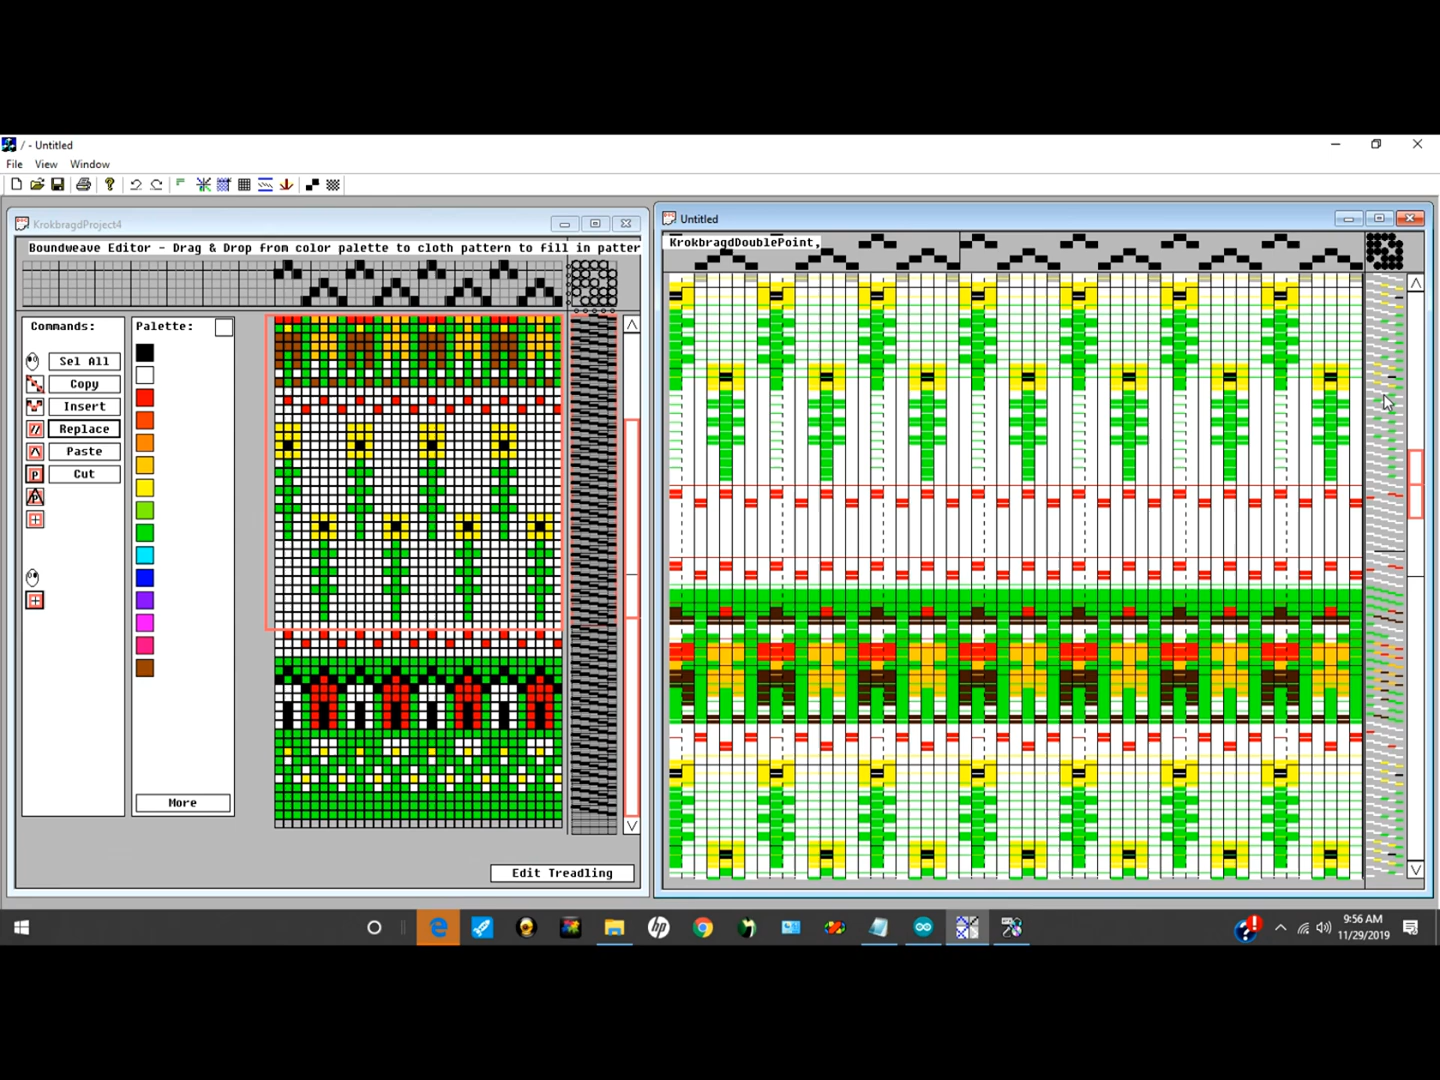 / - Untitled
File View Window
KrokbragdProject4
Boundweave Editor - Drag & Drop from color palette to cloth pattern to fill in patter
Commands:
Sel All
Copy
Insert
Replace
Paste
Cut
Palette:
More
Edit Treadling
Untitled
KrokbragdDoublePoint,
9:56 AM
11/29/2019